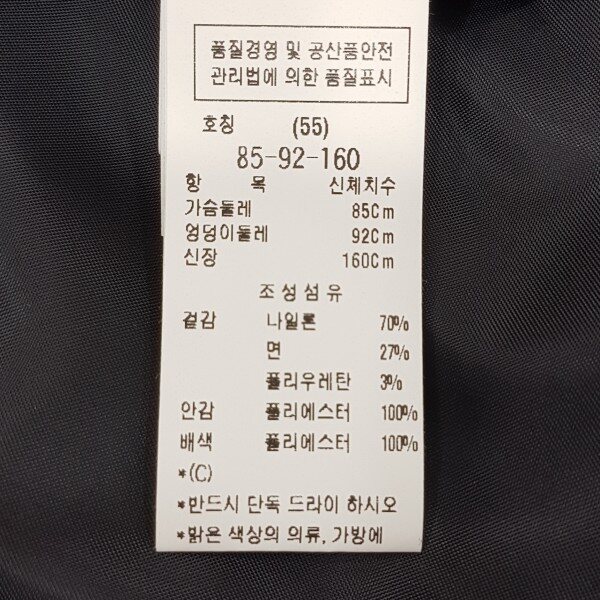 품질경영 및 공산품안전
관리법에 의한 품질표시
호칭 (55)
85-92-160
항 목 신체치수
가슴둘레 85Cm
엉덩이둘레 92Cm
신장 160Cm
조성섬유
겉감 나일론 70%
면 27%
폴리우레탄 3%
안감 폴리에스터 100%
배색 폴리에스터 100%
*(C)
*반드시 단독 드라이 하시오
*밝은 색상의 의류, 가방에